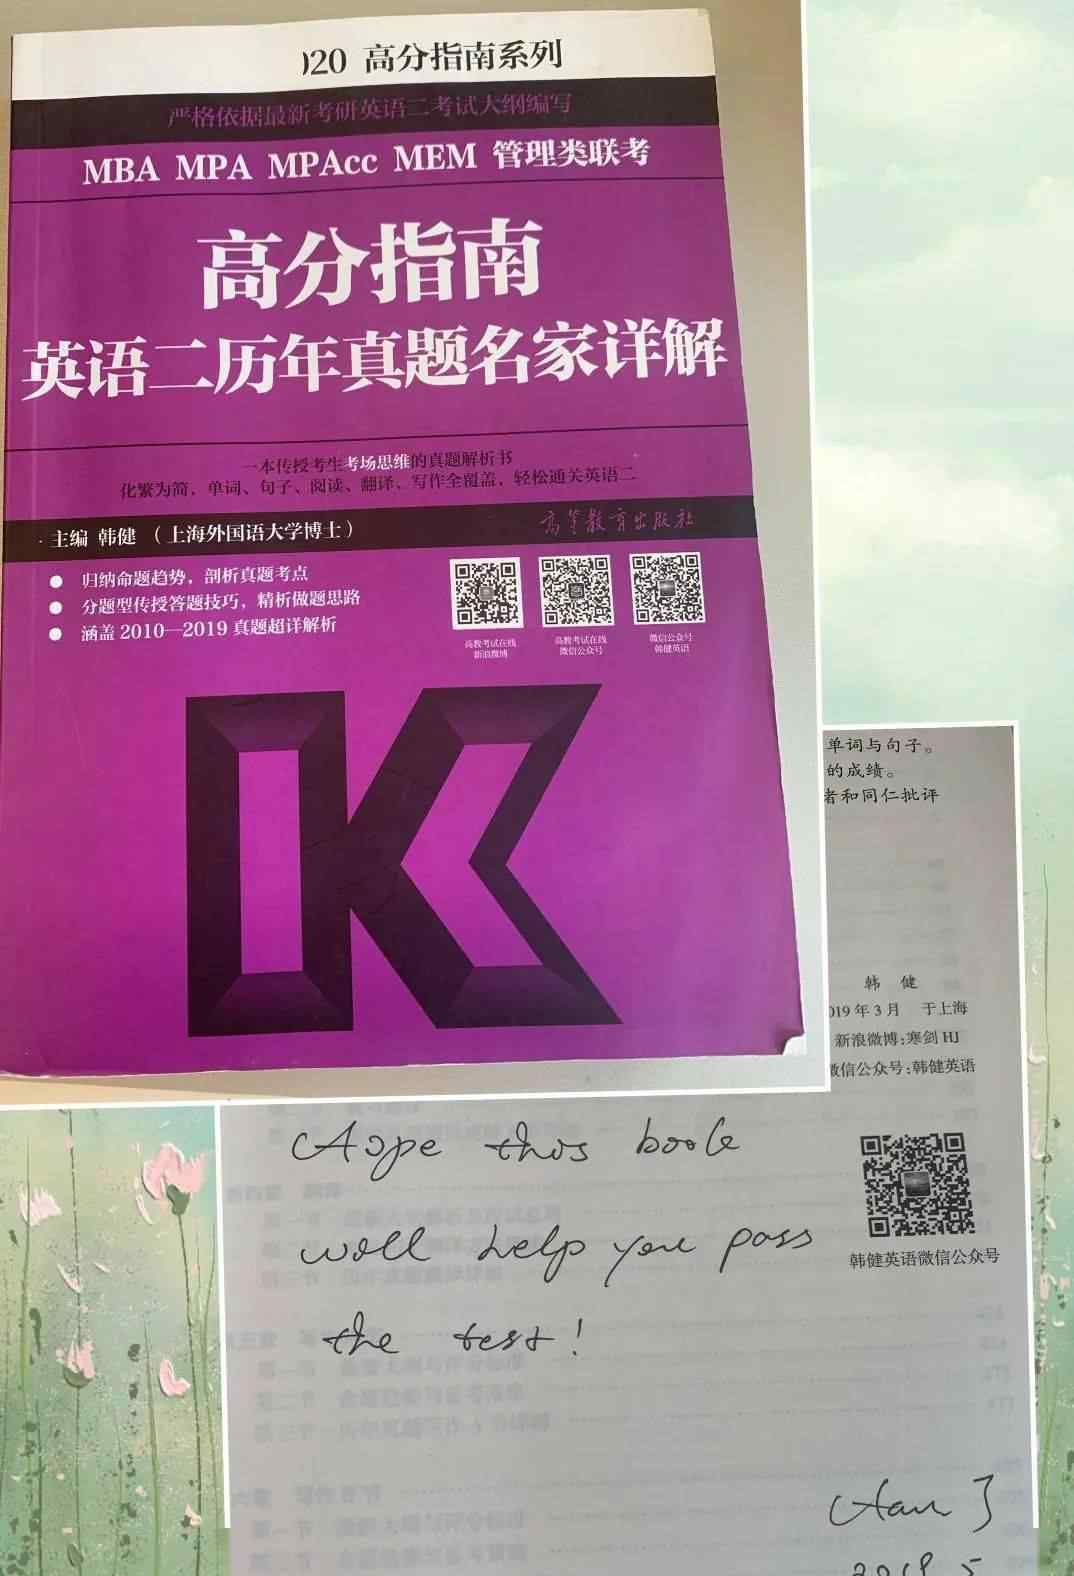 20 高分指南系列
严格依据最新考研英语二考试大纲编写
MBA MPA MPAcc MEM 管理类联考
高分指南
英语二历年真题名家详解
一本传授考生考场思维的真题解析书
化繁为简，单词、句子、阅读、翻译、写作全覆盖，轻松通关英语二
· 主编 韩健 （上海外国语大学博士）
高等教育出版社
● 归纳命题趋势，剖析真题考点
● 分题型传授答题技巧，精析做题思路
● 涵盖 2010—2019 真题超详解析
高教考试在线
新浪微博
高教考试在线
微信公众号
微信公众号
韩健英语
K
单词与句子。
的成绩。
者和同仁批评
韩 健
019 年 3 月 于上海
新浪微博:寒剑 HJ
微信公众号:韩健英语
韩健英语微信公众号
Hope this book
will help you pass
the test!
Han J
2019.5